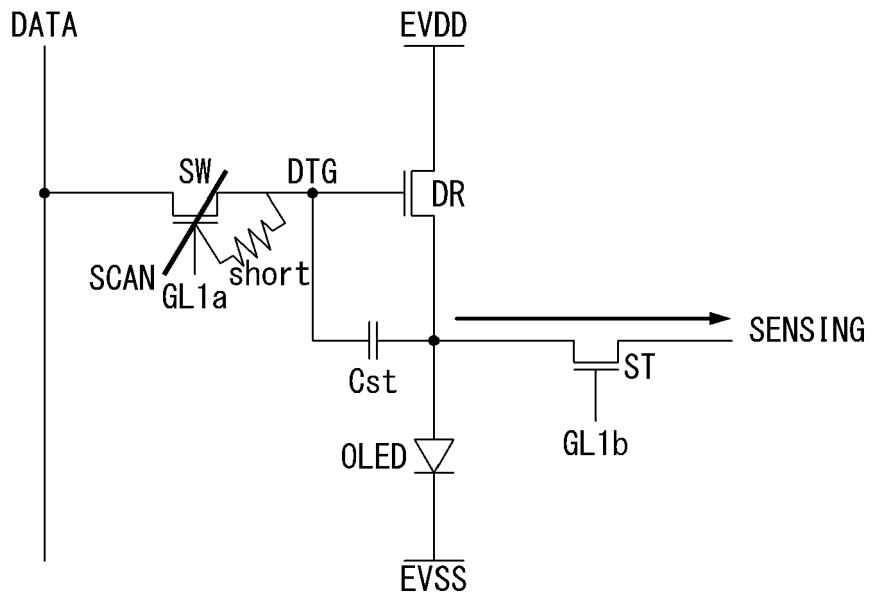 DATA
EVDD
SW
DTG
DR
SCAN
short
GL1a
SENSING
Cst
ST
GL1b
OLED
EVSS